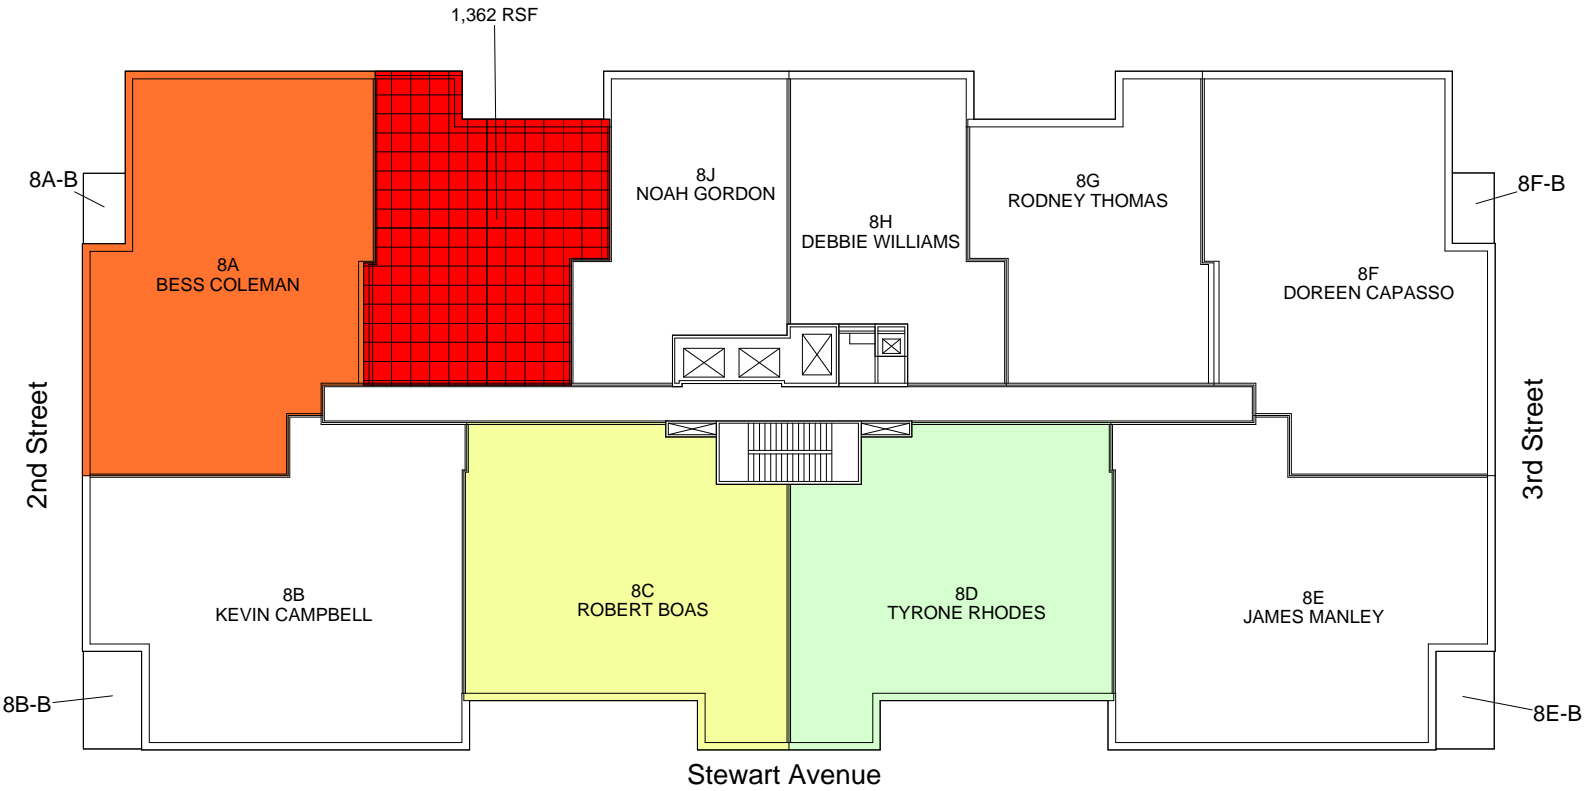 1,362 RSF
8A-B
8J
NOAH GORDON
8G
RODNEY THOMAS
8F-B
8H
DEBBIE WILLIAMS
8A
BESS COLEMAN
8F
DOREEN CAPASSO
2nd Street
3rd Street
8B
KEVIN CAMPBELL
8C
ROBERT BOAS
8D
TYRONE RHODES
8E
JAMES MANLEY
8B-B
8E-B
Stewart Avenue